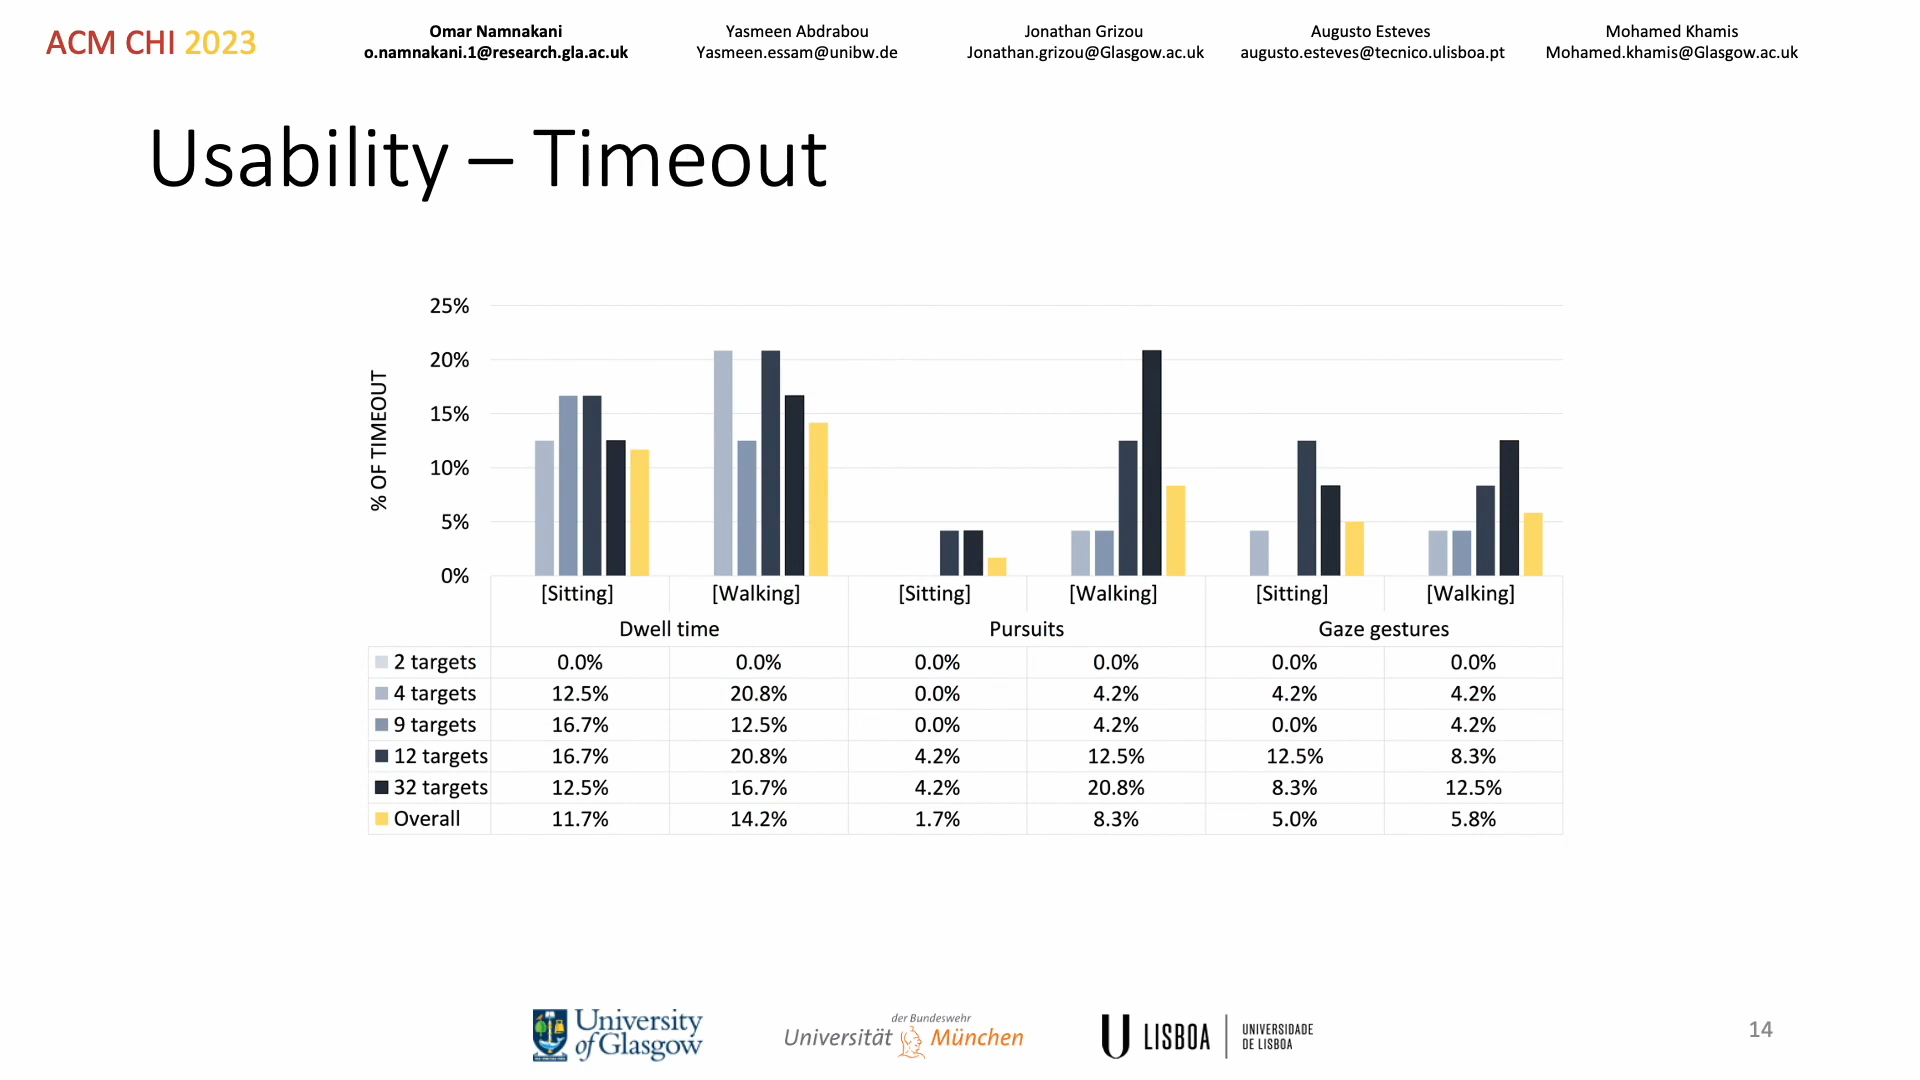 ACM CHI 2023
Omar Namnakani
o.namnakani.1@research.gla.ac.uk
Yasmeen Abdrabou
Yasmeen.essam@unibw.de
Jonathan Grizou
Jonathan.grizou@Glasgow.ac.uk
Augusto Esteves
augusto.esteves@tecnico.ulisboa.pt
Mohamed Khamis
Mohamed.khamis@Glasgow.ac.uk
Usability – Timeout
% OF TIMEOUT
25%
20%
15%
10%
5%
0%
[Sitting] [Walking] [Sitting] [Walking] [Sitting] [Walking]
Dwell time Pursuits Gaze gestures
2 targets 0.0% 0.0% 0.0% 0.0% 0.0% 0.0%
4 targets 12.5% 20.8% 0.0% 4.2% 4.2% 4.2%
9 targets 16.7% 12.5% 0.0% 4.2% 0.0% 4.2%
12 targets 16.7% 20.8% 4.2% 12.5% 12.5% 8.3%
32 targets 12.5% 16.7% 4.2% 20.8% 8.3% 12.5%
Overall 11.7% 14.2% 1.7% 8.3% 5.0% 5.8%
University
of Glasgow
der Bundeswehr
Universität München
LISBOA
UNIVERSIDADE
DE LISBOA
14